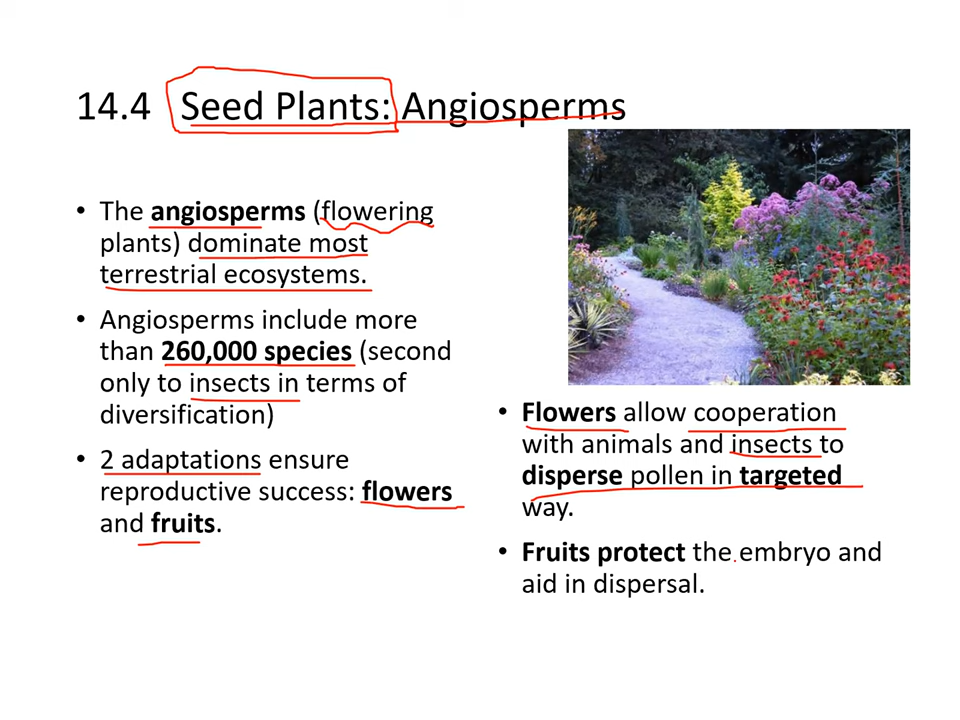 14.4 Seed Plants: Angiosperms
• The angiosperms (flowering
plants) dominate most
terrestrial ecosystems.
• Angiosperms include more
than 260,000 species (second
only to insects in terms of
diversification)
• 2 adaptations ensure
reproductive success: flowers
and fruits.
• Flowers allow cooperation
with animals and insects to
disperse pollen in targeted
way.
• Fruits protect the embryo and
aid in dispersal.